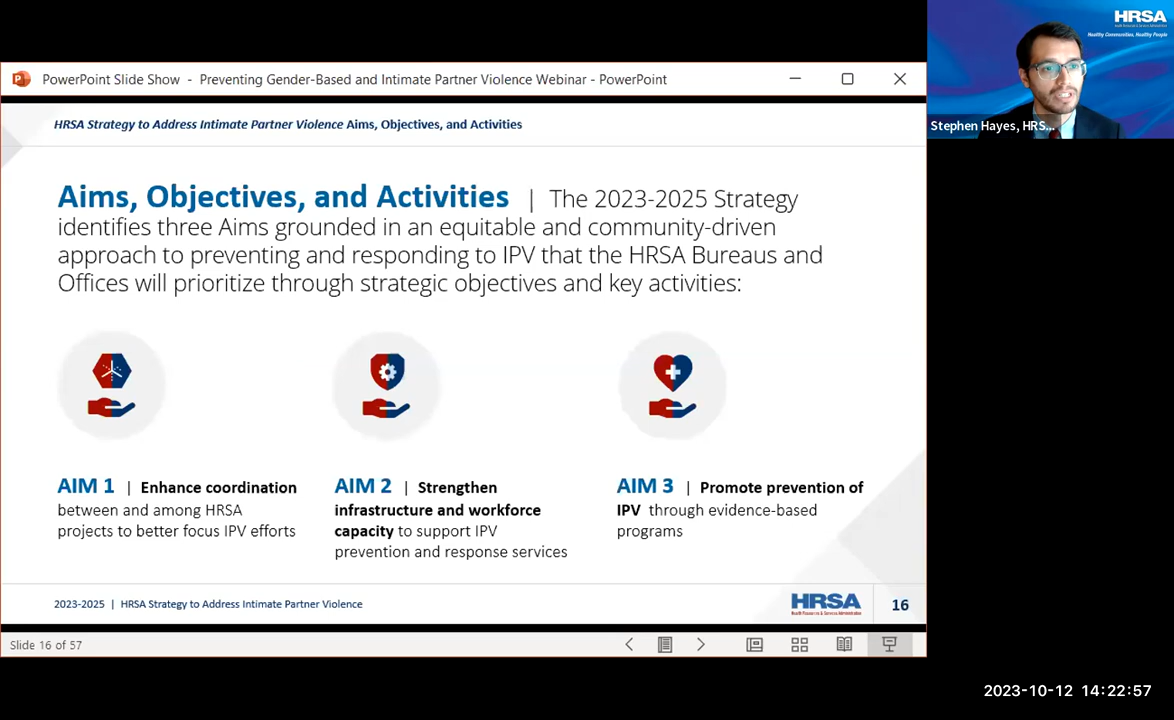 HRSA
Healthy Communities, Healthy People
Stephen Hayes, HRS...
PowerPoint Slide Show - Preventing Gender-Based and Intimate Partner Violence Webinar - PowerPoint
HRSA Strategy to Address Intimate Partner Violence Aims, Objectives, and Activities
Aims, Objectives, and Activities | The 2023-2025 Strategy
identifies three Aims grounded in an equitable and community-driven
approach to preventing and responding to IPV that the HRSA Bureaus and
Offices will prioritize through strategic objectives and key activities:
AIM 1 | Enhance coordination
between and among HRSA
projects to better focus IPV efforts
AIM 2 | Strengthen
infrastructure and workforce
capacity to support IPV
prevention and response services
AIM 3 | Promote prevention of
IPV through evidence-based
programs
2023-2025 | HRSA Strategy to Address Intimate Partner Violence
HRSA
16
Slide 16 of 57
2023-10-12 14:22:57